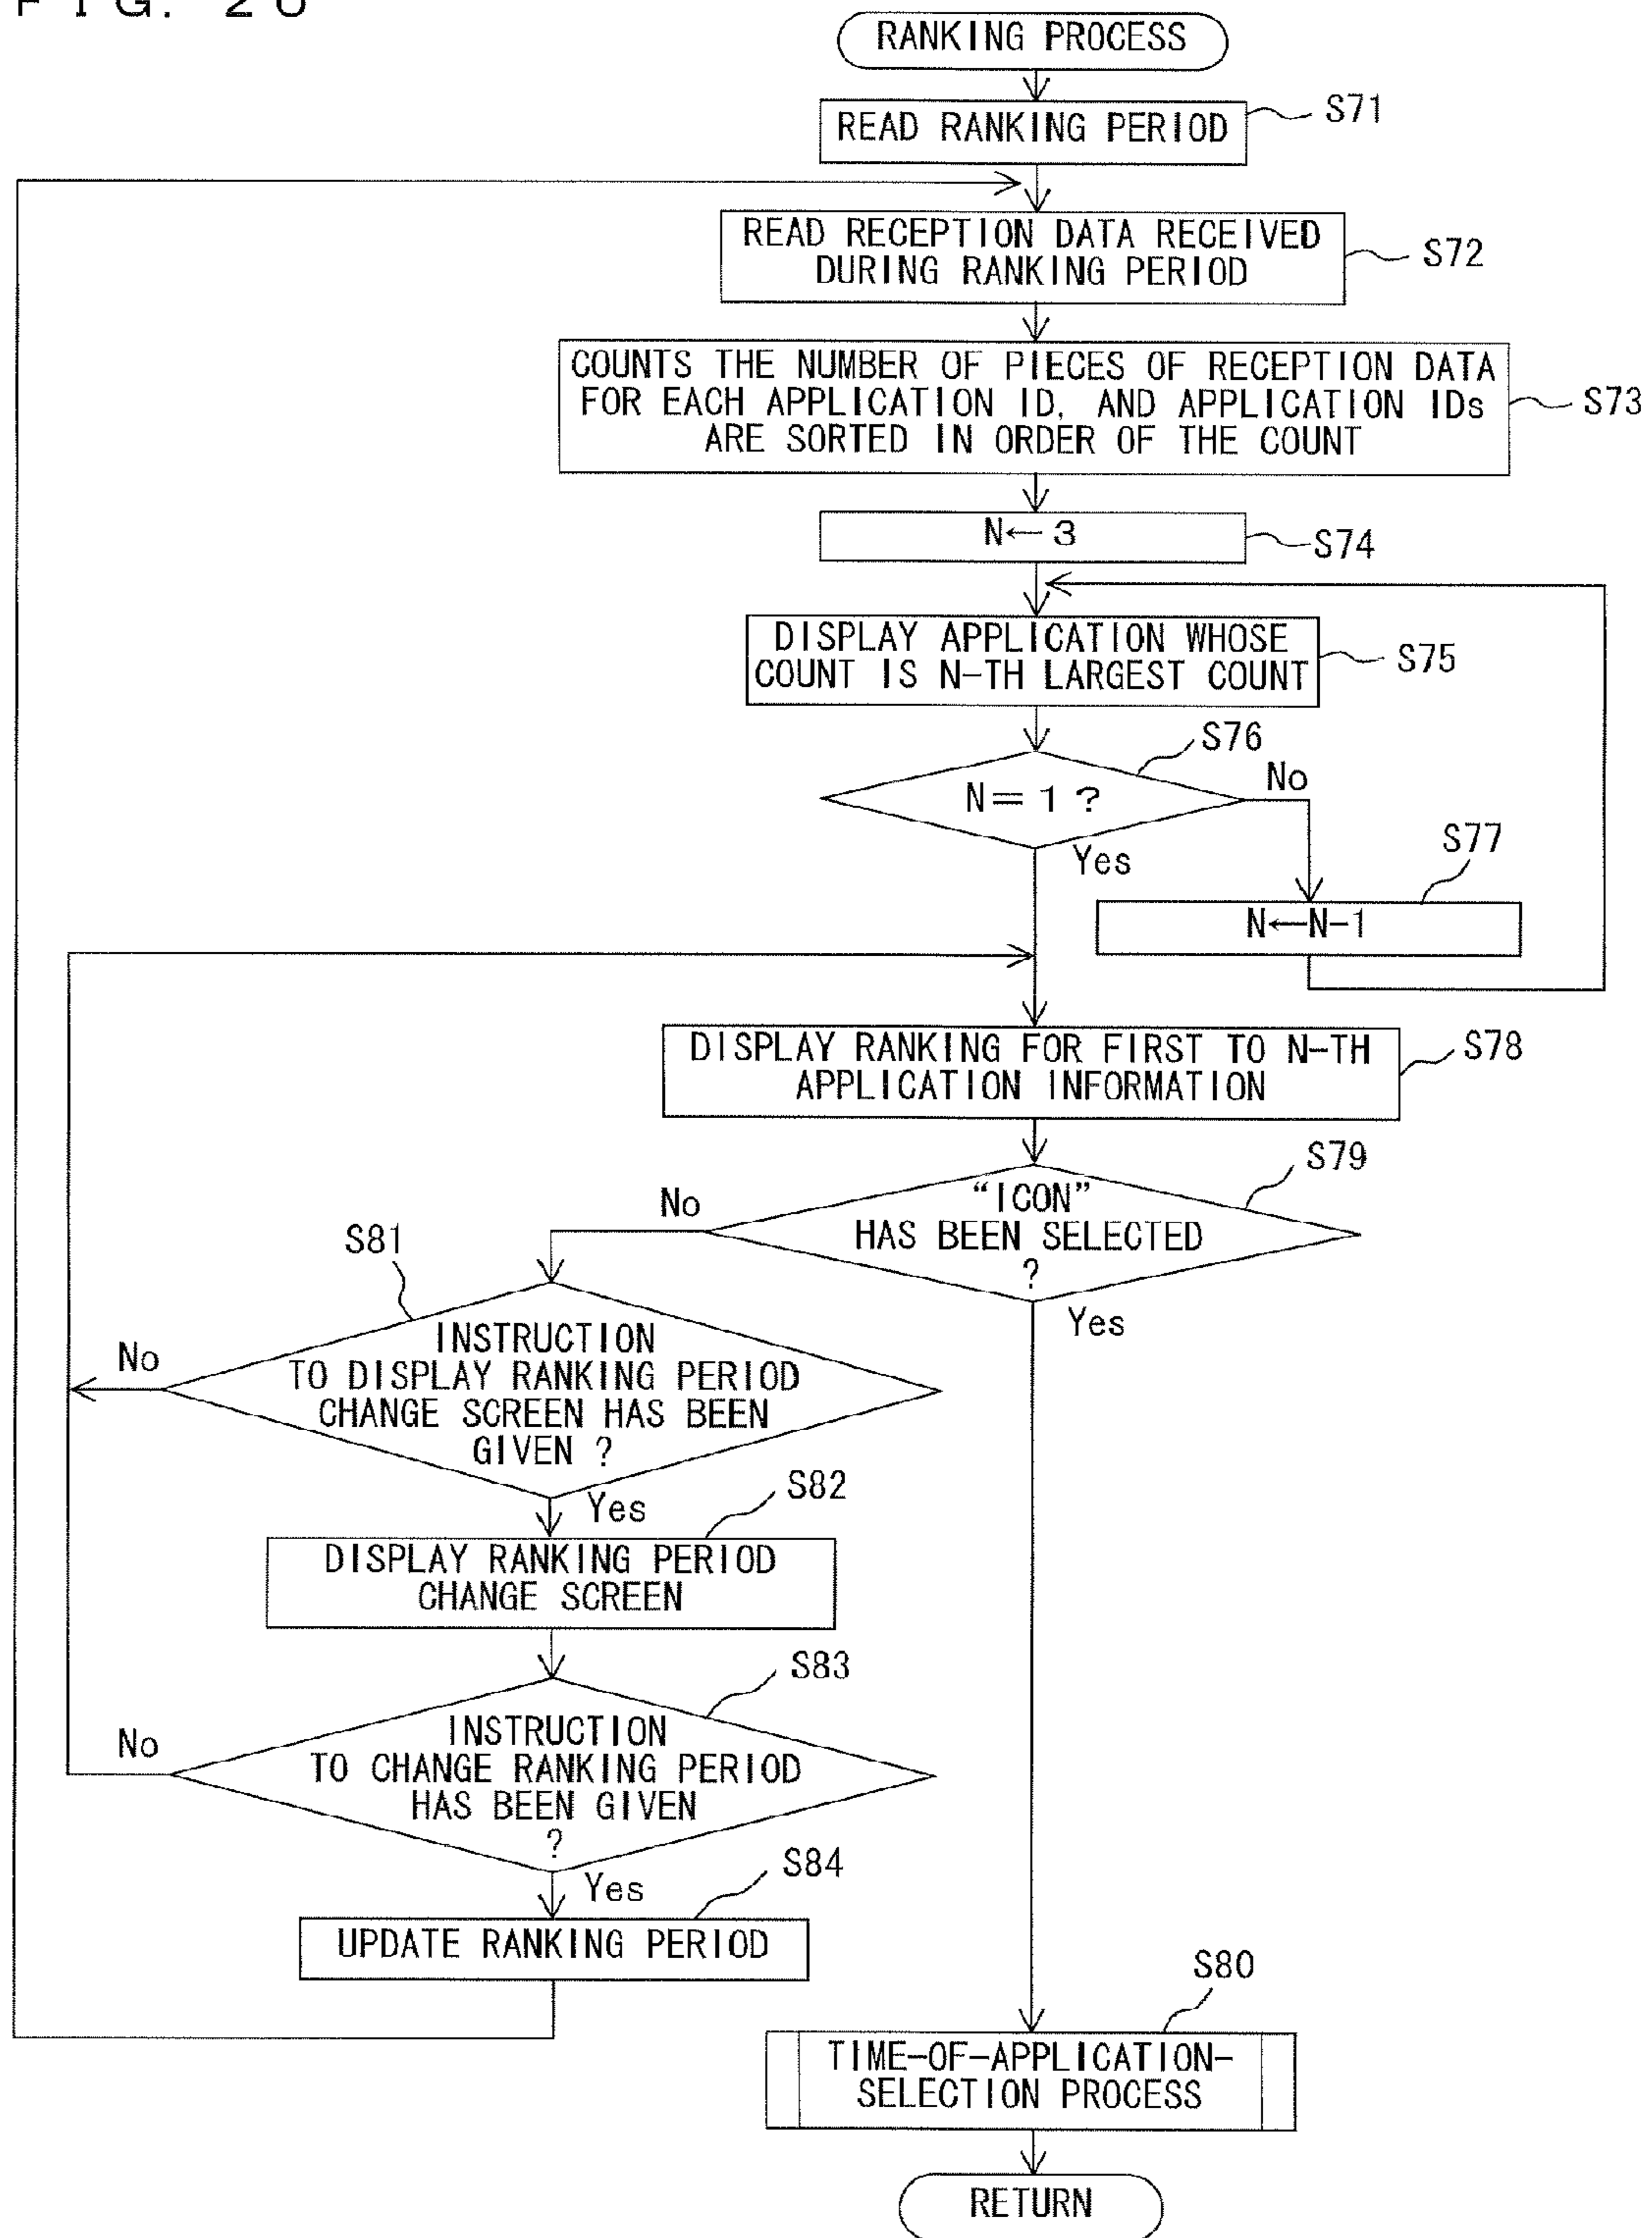 FIG. 20
RANKING PROCESS
READ RANKING PERIOD
S71
READ RECEPTION DATA RECEIVED
DURING RANKING PERIOD
S72
COUNTS THE NUMBER OF PIECES OF RECEPTION DATA
FOR EACH APPLICATION ID, AND APPLICATION IDs
ARE SORTED IN ORDER OF THE COUNT
S73
N←3
S74
DISPLAY APPLICATION WHOSE
COUNT IS N-TH LARGEST COUNT
S75
S76
N=1?
No
Yes
S77
N←N-1
DISPLAY RANKING FOR FIRST TO N-TH
APPLICATION INFORMATION
S78
S79
"ICON"
HAS BEEN SELECTED
?
No
Yes
S81
INSTRUCTION
TO DISPLAY RANKING PERIOD
CHANGE SCREEN HAS BEEN
GIVEN ?
No
Yes
S82
DISPLAY RANKING PERIOD
CHANGE SCREEN
S83
INSTRUCTION
TO CHANGE RANKING PERIOD
HAS BEEN GIVEN
?
No
Yes
S84
UPDATE RANKING PERIOD
S80
TIME-OF-APPLICATION-
SELECTION PROCESS
RETURN